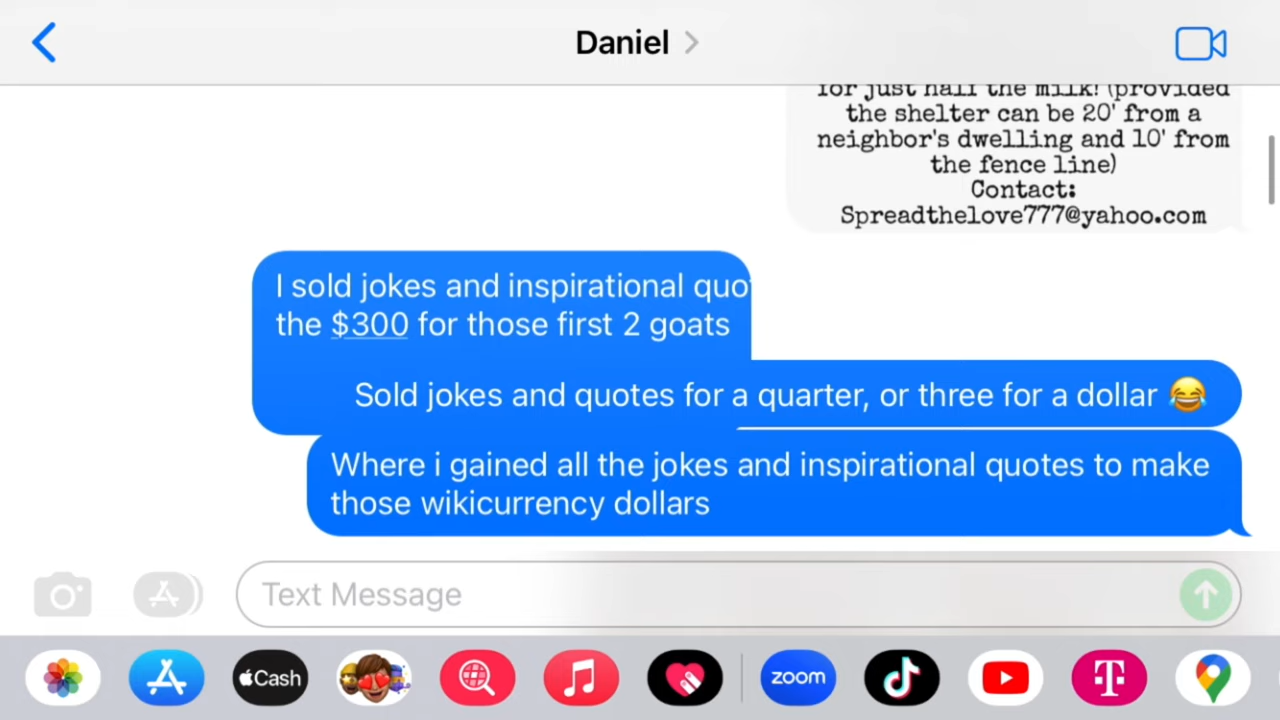 Daniel
for just half the milk! (provided
the shelter can be 20' from a
neighbor's dwelling and 10' from
the fence line)
Contact:
Spreadthelove777@yahoo.com
I sold jokes and inspirational quo
the $300 for those first 2 goats
Sold jokes and quotes for a quarter, or three for a dollar 😂
Where i gained all the jokes and inspirational quotes to make
those wikicurrency dollars
Text Message
Cash
zoom
T